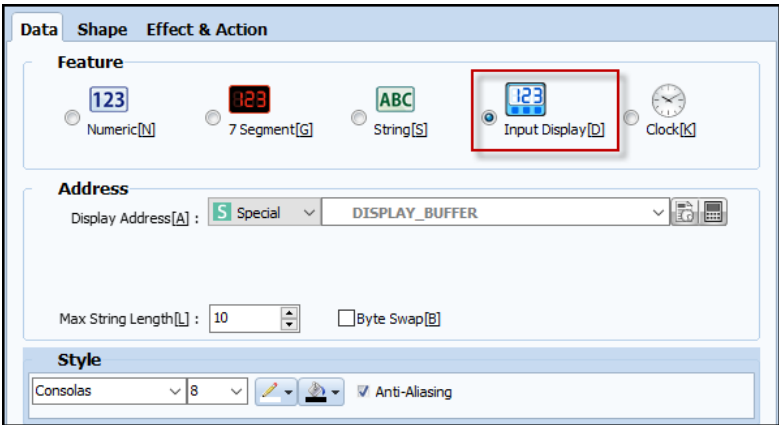 Data Shape Effect & Action
Feature
123 123 ABC 123
Numeric[N] 7 Segment[G] String[S] Input Display[D] Clock[K]
Address
Display Address[A] : S Special DISPLAY_BUFFER
Max String Length[L] : 10 Byte Swap[B]
Style
Consolas 8 Anti-Aliasing